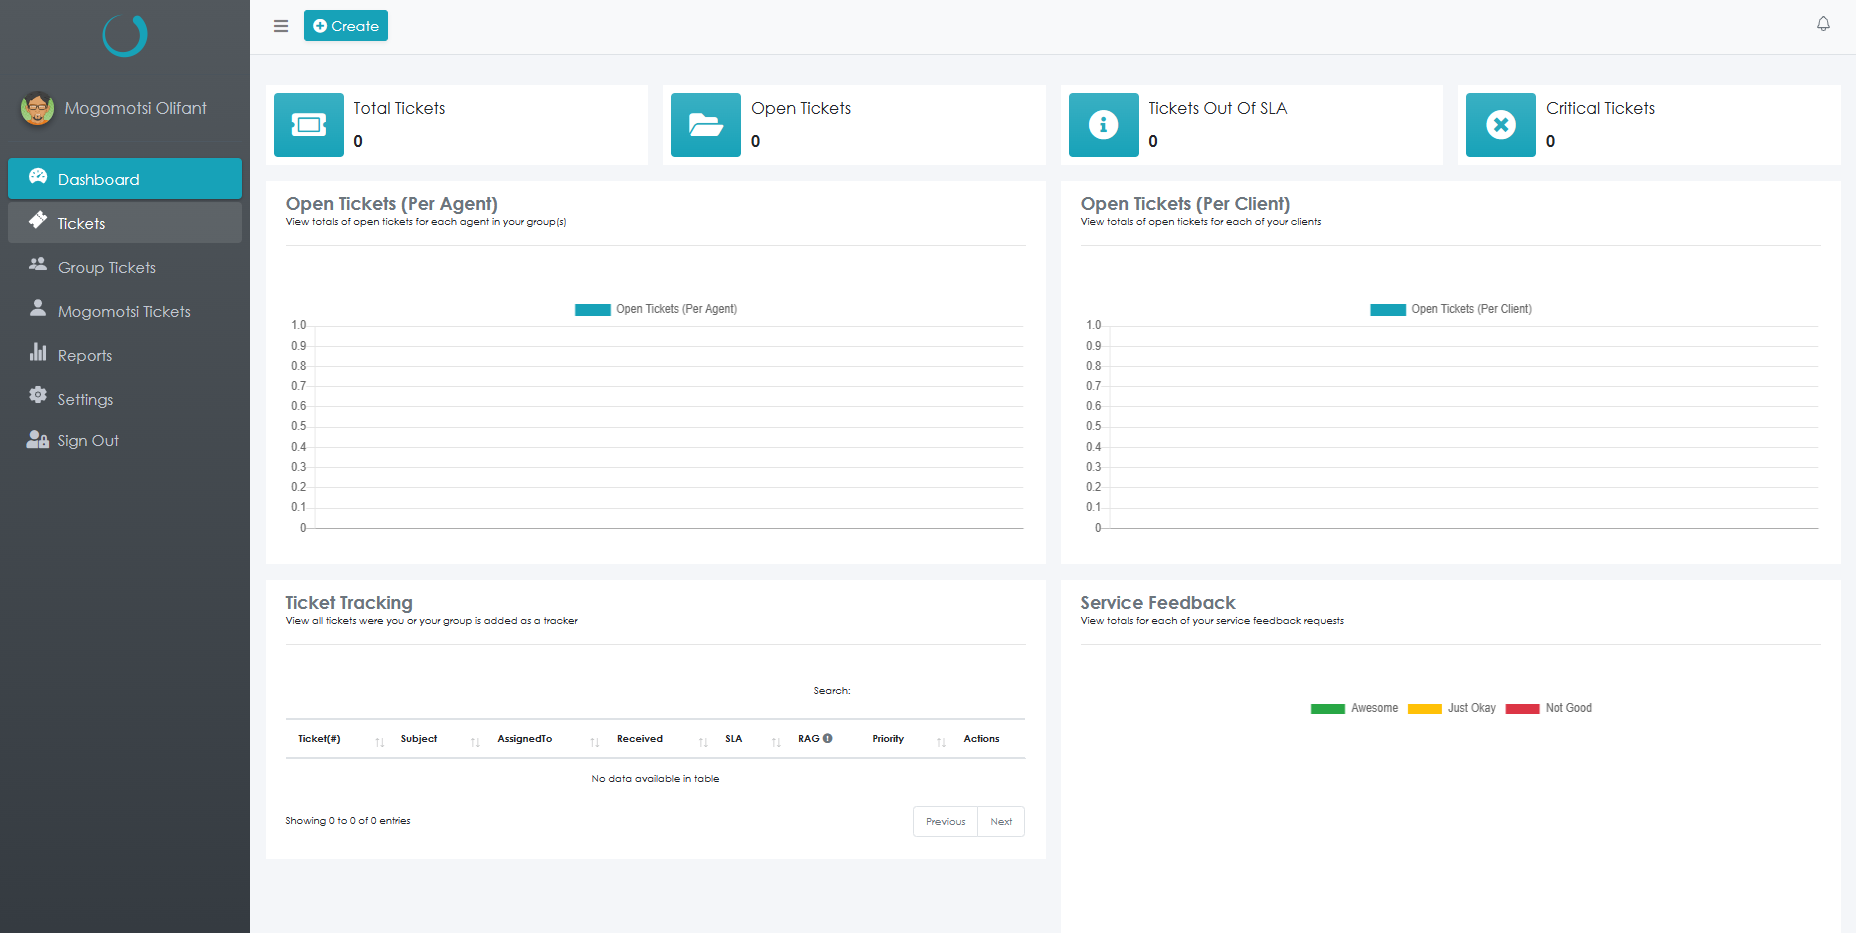 Create
Mogomotsi Olifant
Dashboard
Tickets
Group Tickets
Mogomotsi Tickets
Reports
Settings
Sign Out
Total Tickets
0
Open Tickets
0
Tickets Out Of SLA
0
Critical Tickets
0
Open Tickets (Per Agent)
View totals of open tickets for each agent in your group(s)
Open Tickets (Per Agent)
1.0
0.9
0.8
0.7
0.6
0.5
0.4
0.3
0.2
0.1
0
Open Tickets (Per Client)
View totals of open tickets for each of your clients
Open Tickets (Per Client)
1.0
0.9
0.8
0.7
0.6
0.5
0.4
0.3
0.2
0.1
0
Ticket Tracking
View all tickets were you or your group is added as a tracker
Search:
Ticket(#) Subject AssignedTo Received SLA RAG Priority Actions
No data available in table
Showing 0 to 0 of 0 entries
Previous Next
Service Feedback
View totals for each of your service feedback requests
Awesome Just Okay Not Good